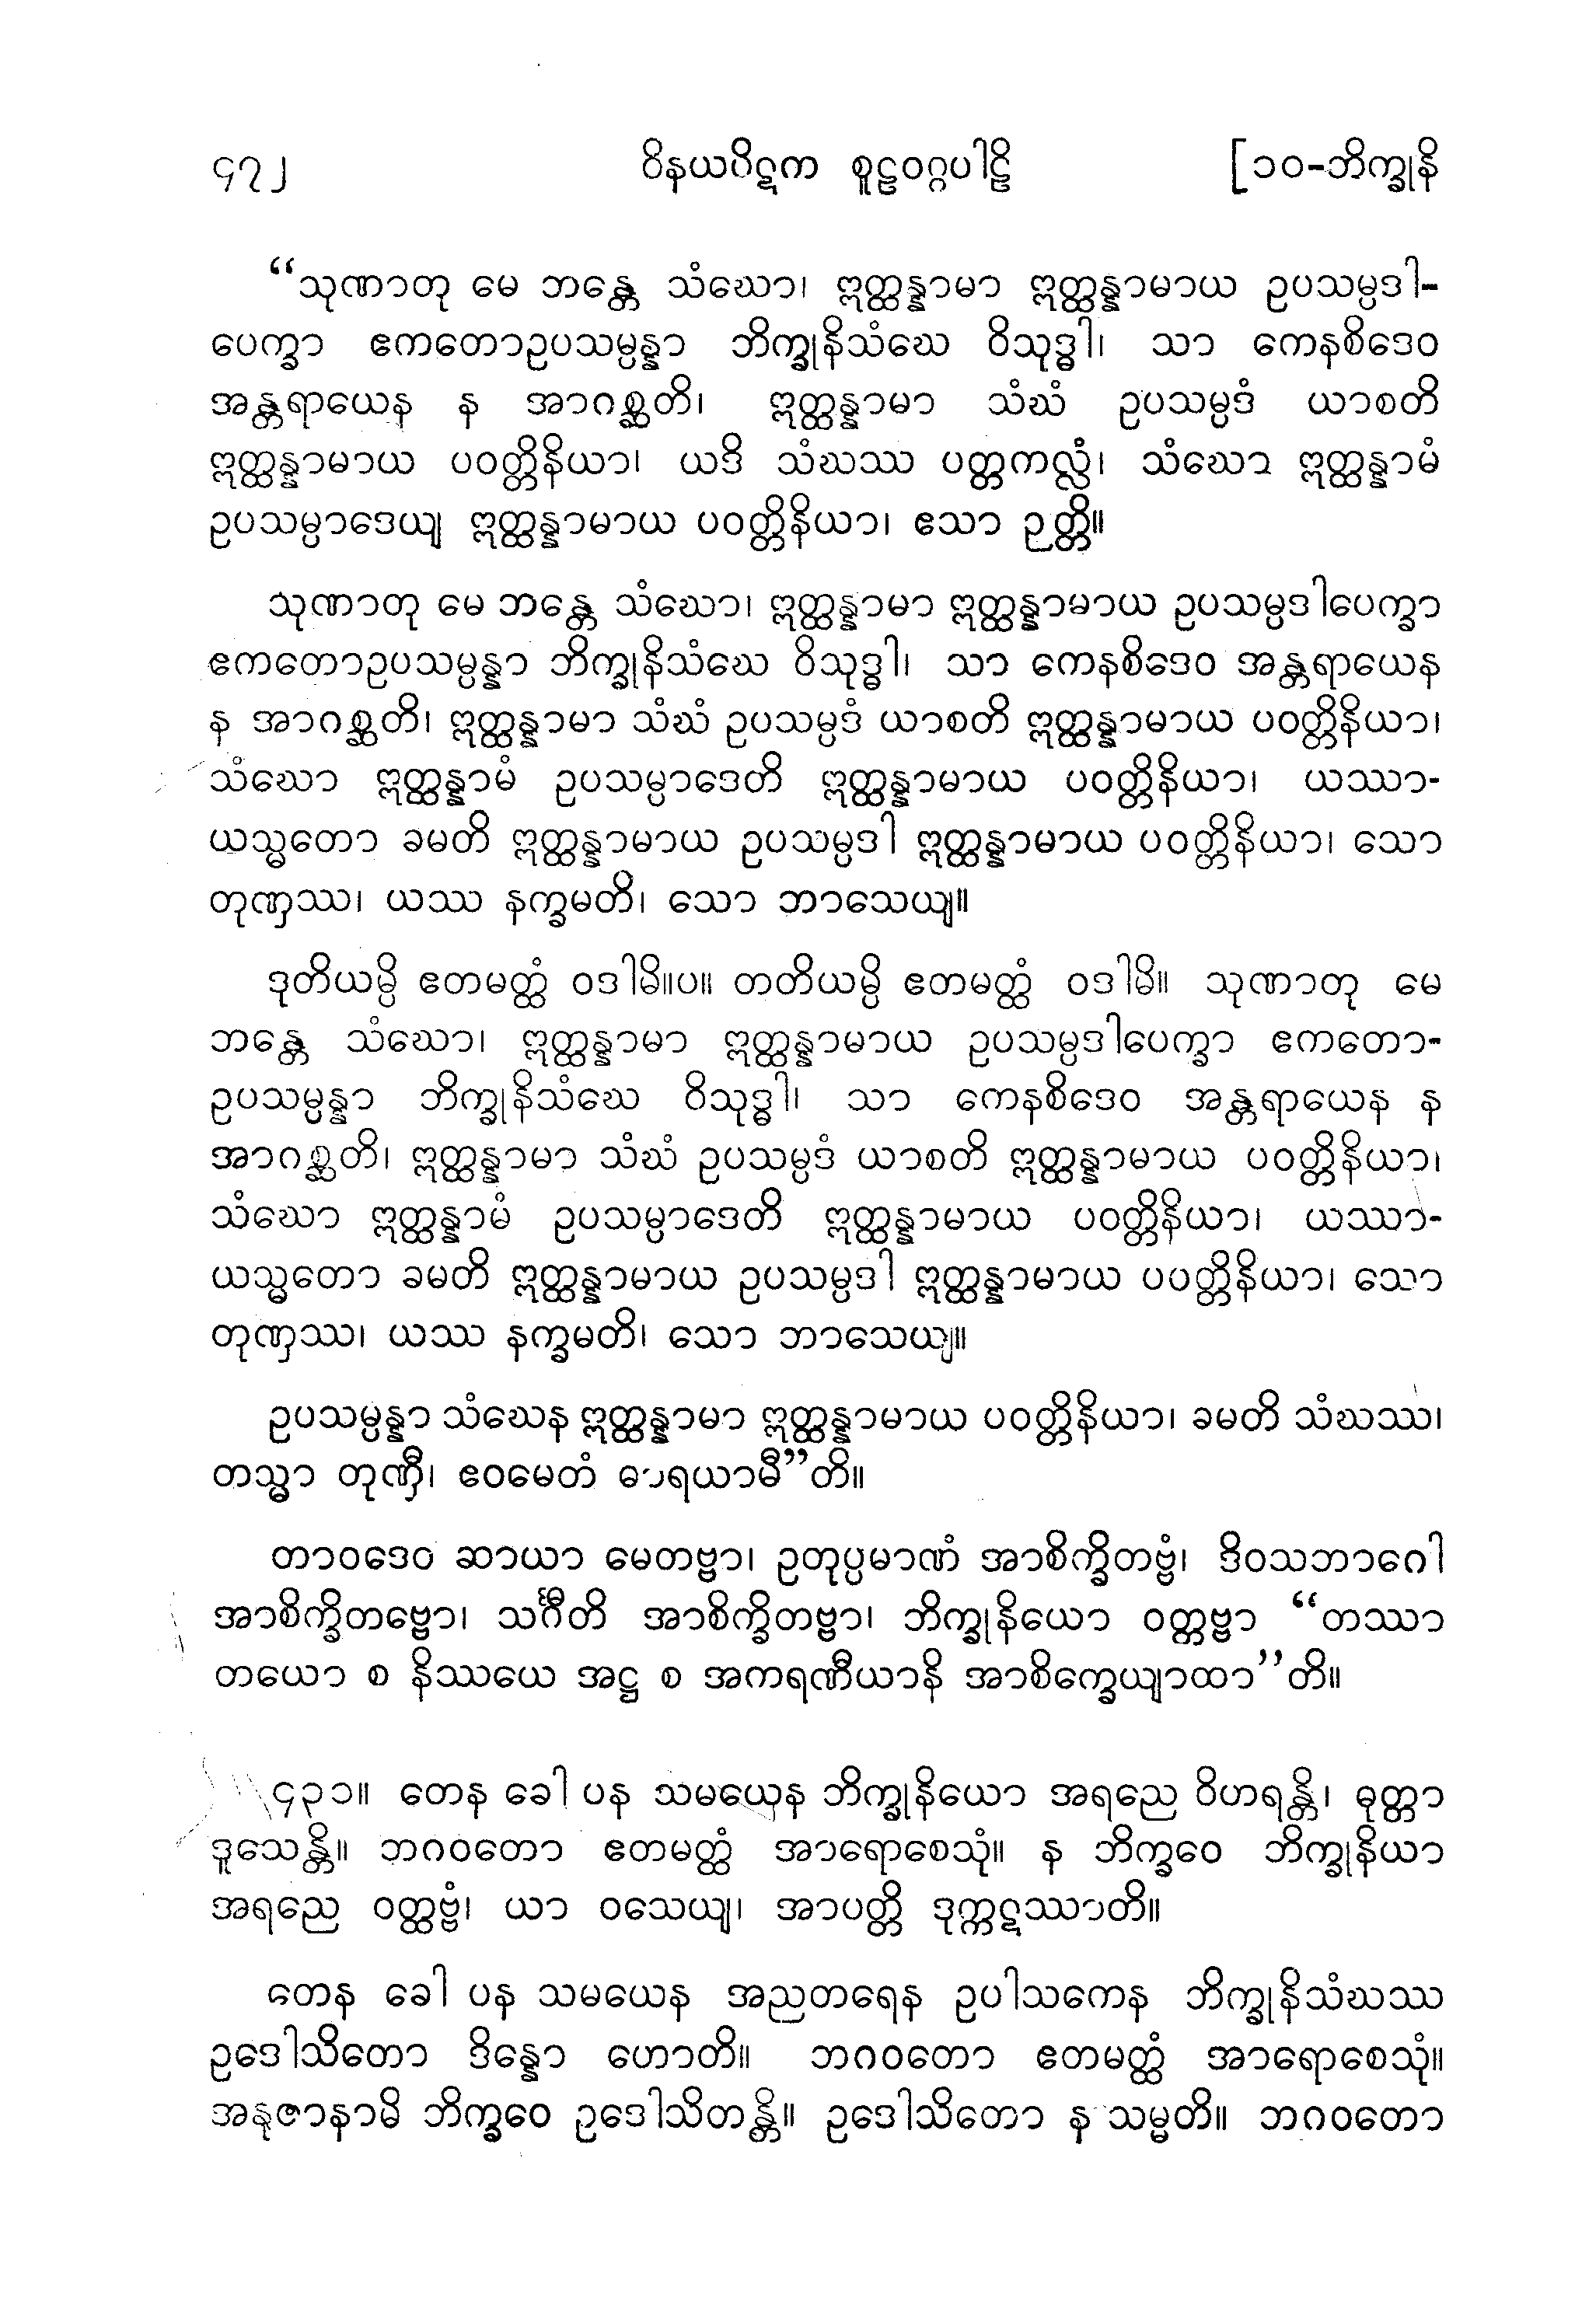 ၄၇၂ ဝိနယပိဋက စူဠဝဂ္ဂပါဠိ [၁၀-ဘိက္ခုနိ
“သုဏာတု မေ ဘန္တေ သံဃော၊ ဣတ္ထန္နာမာ ဣတ္ထန္နာမာယ ဥပသမ္ပဒါ-
ပေက္ခာ ဧကတောဥပသမ္ပန္နာ ဘိက္ခုနိသံဃေ ဝိသုဒ္ဓါ၊ သာ ကေနစိဒေဝ
အန္တရာယေန န အာဂစ္ဆတိ၊ ဣတ္ထန္နာမာ သံဃံ ဥပသမ္ပဒံ ယာစတိ
ဣတ္ထန္နာမာယ ပဝတ္တိနိယာ၊ ယဒိ သံဃဿ ပတ္တကလ္လံ၊ သံဃော ဣတ္ထန္နာမံ
ဥပသမ္ပာဒေယျ ဣတ္ထန္နာမာယ ပဝတ္တိနိယာ၊ ဧသာ ဉတ္တိ။
သုဏာတု မေ ဘန္တေ သံဃော၊ ဣတ္ထန္နာမာ ဣတ္ထန္နာမာယ ဥပသမ္ပဒါပေက္ခာ
ဧကတောဥပသမ္ပန္နာ ဘိက္ခုနိသံဃေ ဝိသုဒ္ဓါ၊ သာ ကေနစိဒေဝ အန္တရာယေန
န အာဂစ္ဆတိ၊ ဣတ္ထန္နာမာ သံဃံ ဥပသမ္ပဒံ ယာစတိ ဣတ္ထန္နာမာယ ပဝတ္တိနိယာ၊
သံဃော ဣတ္ထန္နာမံ ဥပသမ္ပာဒေတိ ဣတ္ထန္နာမာယ ပဝတ္တိနိယာ၊ ယဿာ-
ယသ္မတော ခမတိ ဣတ္ထန္နာမာယ ဥပသမ္ပဒါ ဣတ္ထန္နာမာယ ပဝတ္တိနိယာ၊ သော
တုဏှဿ၊ ယဿ နက္ခမတိ၊ သော ဘာသေယျ။
ဒုတိယမ္ပိ ဧတမတ္ထံ ဝဒါမိ။ပ။ တတိယမ္ပိ ဧတမတ္ထံ ဝဒါမိ။ သုဏာတု မေ
ဘန္တေ သံဃော၊ ဣတ္ထန္နာမာ ဣတ္ထန္နာမာယ ဥပသမ္ပဒါပေက္ခာ ဧကတော-
ဥပသမ္ပန္နာ ဘိက္ခုနိသံဃေ ဝိသုဒ္ဓါ၊ သာ ကေနစိဒေဝ အန္တရာယေန န
အာဂစ္ဆတိ၊ ဣတ္ထန္နာမာ သံဃံ ဥပသမ္ပဒံ ယာစတိ ဣတ္ထန္နာမာယ ပဝတ္တိနိယာ၊
သံဃော ဣတ္ထန္နာမံ ဥပသမ္ပာဒေတိ ဣတ္ထန္နာမာယ ပဝတ္တိနိယာ၊ ယဿာ-
ယသ္မတော ခမတိ ဣတ္ထန္နာမာယ ဥပသမ္ပဒါ ဣတ္ထန္နာမာယ ပပတ္တိနိယာ၊ သော
တုဏှဿ၊ ယဿ နက္ခမတိ၊ သော ဘာသေယျ။
ဥပသမ္ပန္နာ သံဃေန ဣတ္ထန္နာမာ ဣတ္ထန္နာမာယ ပဝတ္တိနိယာ၊ ခမတိ သံဃဿ၊
တသ္မာ တုဏှီ၊ ဧဝမေတံ ဓာရယာမီ”တိ။
တာဝဒေဝ ဆာယာ မေတဗ္ဗာ၊ ဥတုပ္ပမာဏံ အာစိက္ခိတဗ္ဗံ၊ ဒိဝသဘာဂေါ
အာစိက္ခိတဗ္ဗော၊ သင်္ဂီတိ အာစိက္ခိတဗ္ဗာ၊ ဘိက္ခုနိယော ဝတ္တဗ္ဗာ “တဿာ
တယော စ နိဿယေ အဋ္ဌ စ အကရဏီယာနိ အာစိက္ခေယျာထာ”တိ။
၄၃၁။ တေန ခေါ ပန သမယေန ဘိက္ခုနိယော အရညေ ဝိဟရန္တိ၊ ဓုတ္တာ
ဒူသေန္တိ။ ဘဂဝတော ဧတမတ္ထံ အာရောစေသုံ။ န ဘိက္ခဝေ ဘိက္ခုနိယာ
အရညေ ဝတ္ထဗ္ဗံ၊ ယာ ဝသေယျ၊ အာပတ္တိ ဒုက္ကဋဿာတိ။
တေန ခေါ ပန သမယေန အညတရေန ဥပါသကေန ဘိက္ခုနိသံဃဿ
ဥဒေါသိတော ဒိန္နော ဟောတိ။ ဘဂဝတော ဧတမတ္ထံ အာရောစေသုံ။
အနုဇာနာမိ ဘိက္ခဝေ ဥဒေါသိတန္တိ။ ဥဒေါသိတော န သမ္မတိ။ ဘဂဝတော